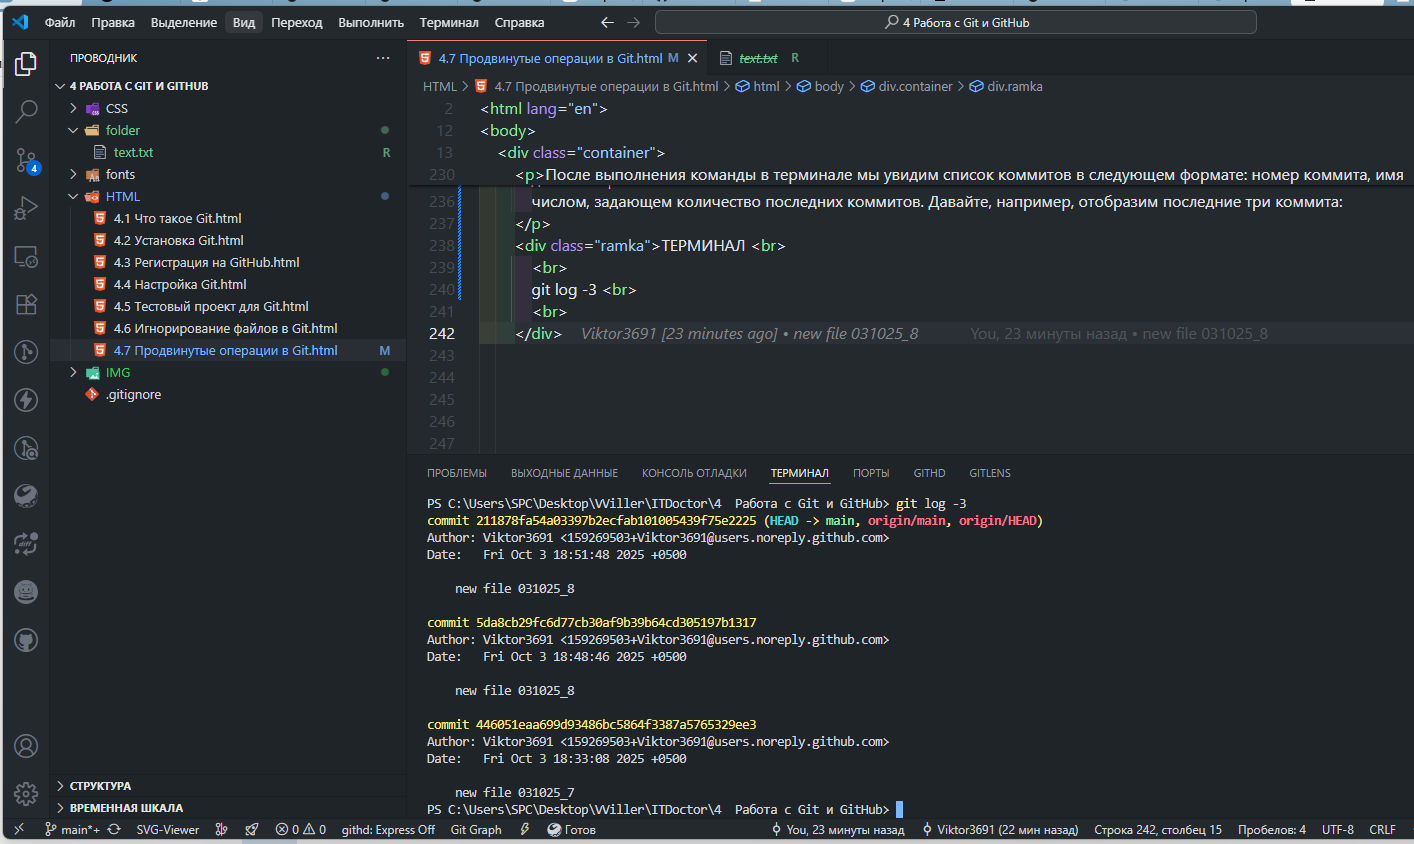 Файл Правка Выделение Вид Переход Выполнить Терминал Справка 4 Работа с Git и GitHub
ПРОВОДНИК
4 РАБОТА С GIT И GITHUB
CSS
folder
text.txt R
fonts
HTML
4.1 Что такое Git.html
4.2 Установка Git.html
4.3 Регистрация на GitHub.html
4.4 Настройка Git.html
4.5 Тестовый проект для Git.html
4.6 Игнорирование файлов в Git.html
4.7 Продвинутые операции в Git.html M
IMG
.gitignore
СТРУКТУРА
ВРЕМЕННАЯ ШКАЛА
4
4.7 Продвинутые операции в Git.html M text.txt R
HTML > 4.7 Продвинутые операции в Git.html > html > body > div.container > div.ramka
2 <html lang="en">
12 <body>
13 <div class="container">
230 <p>После выполнения команды в терминале мы увидим список коммитов в следующем формате: номер коммита, имя
236 числом, задающем количество последних коммитов. Давайте, например, отобразим последние три коммита:
237 </p>
238 <div class="ramka">ТЕРМИНАЛ <br>
239 <br>
240 git log -3 <br>
241 <br>
242 </div> Viktor3691 [23 minutes ago] • new file 031025_8 You, 23 минуты назад • new file 031025_8
243
244
245
246
247
ПРОБЛЕМЫ ВЫХОДНЫЕ ДАННЫЕ КОНСОЛЬ ОТЛАДКИ ТЕРМИНАЛ ПОРТЫ GITHD GITLENS
PS C:\Users\SPC\Desktop\VViller\ITDoctor\4  Работа с Git и GitHub> git log -3
commit 211878fa54a03397b2ecfab101005439f75e2225 (HEAD -> main, origin/main, origin/HEAD)
Author: Viktor3691 <159269503+Viktor3691@users.noreply.github.com>
Date:   Fri Oct 3 18:51:48 2025 +0500
new file 031025_8
commit 5da8cb29fc6d77cb30af9b39b64cd305197b1317
Author: Viktor3691 <159269503+Viktor3691@users.noreply.github.com>
Date:   Fri Oct 3 18:48:46 2025 +0500
new file 031025_8
commit 446051eaa699d93486bc5864f3387a5765329ee3
Author: Viktor3691 <159269503+Viktor3691@users.noreply.github.com>
Date:   Fri Oct 3 18:33:08 2025 +0500
new file 031025_7
PS C:\Users\SPC\Desktop\VViller\ITDoctor\4  Работа с Git и GitHub>
main*+ SVG-Viewer 0 0 githd: Express Off Git Graph Готов You, 23 минуты назад Viktor3691 (22 мин назад) Строка 242, столбец 15 Пробелов: 4 UTF-8 CRLF